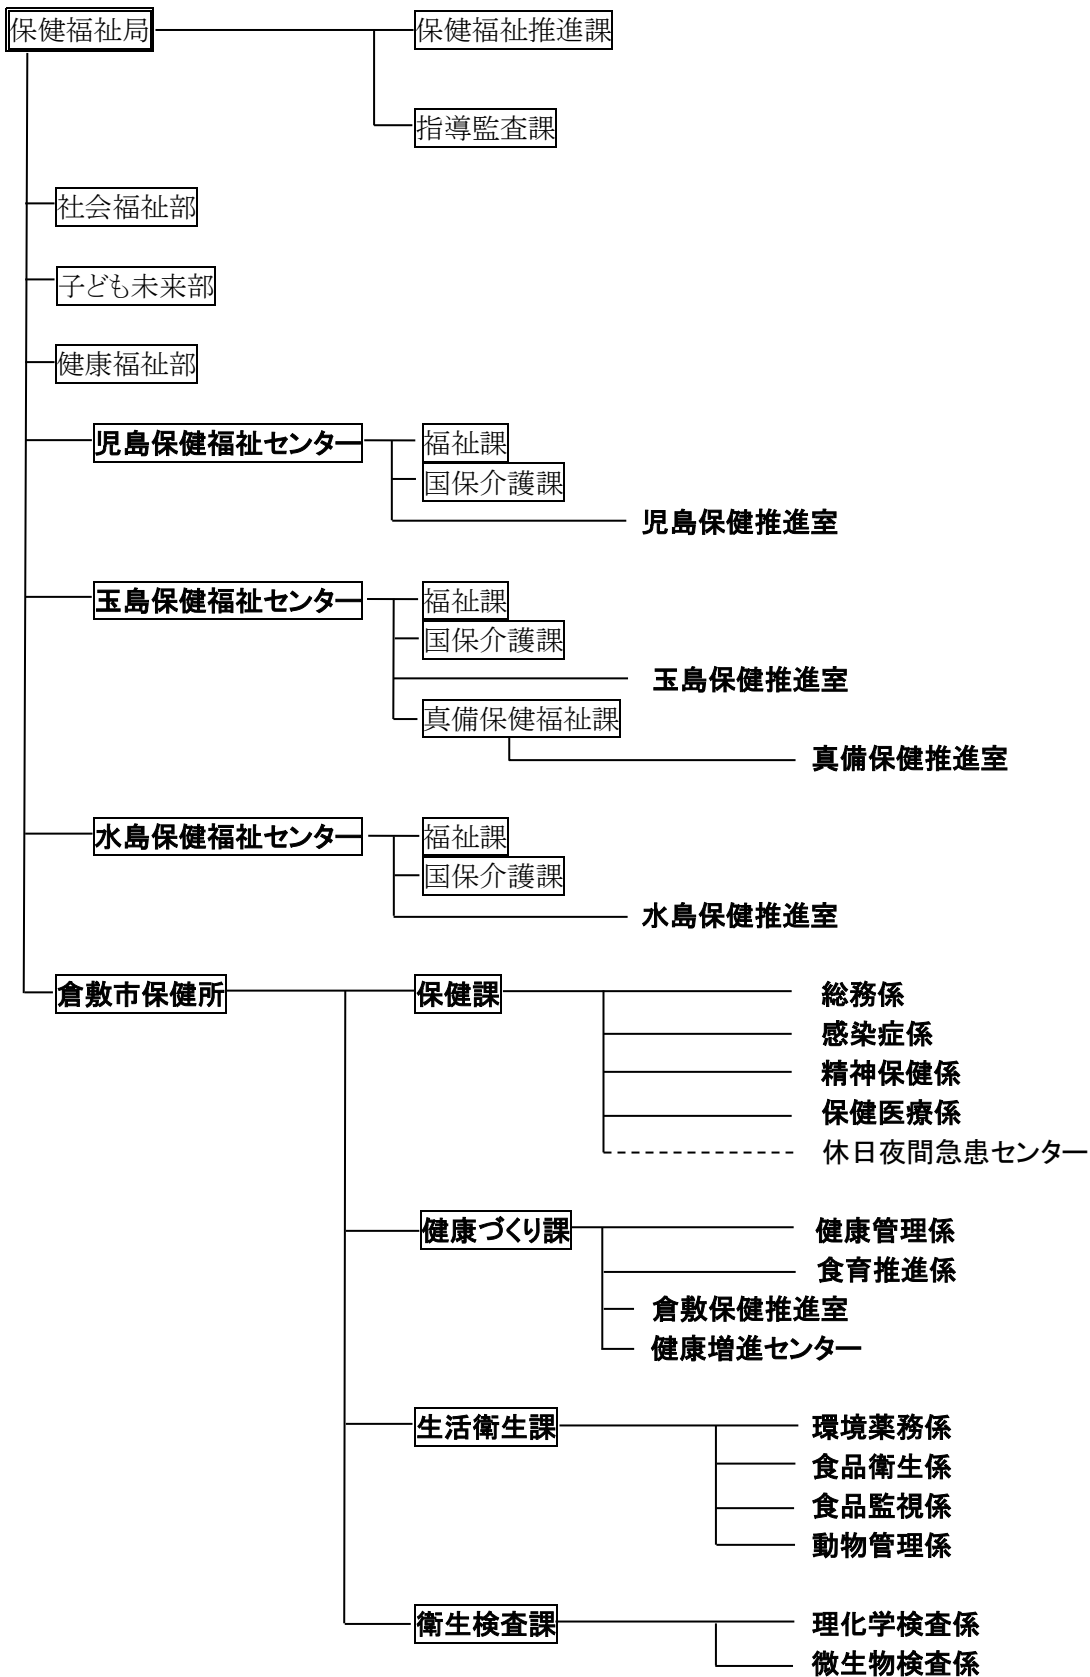 保健福祉局 保健福祉推進課
指導監査課
社会福祉部
子ども未来部
健康福祉部
児島保健福祉センター 福祉課
国保介護課
児島保健推進室
玉島保健福祉センター 福祉課
国保介護課
玉島保健推進室
真備保健福祉課
真備保健推進室
水島保健福祉センター 福祉課
国保介護課
水島保健推進室
倉敷市保健所 保健課 総務係
感染症係
精神保健係
保健医療係
休日夜間急患センター
健康づくり課 健康管理係
食育推進係
倉敷保健推進室
健康増進センター
生活衛生課 環境薬務係
食品衛生係
食品監視係
動物管理係
衛生検査課 理化学検査係
微生物検査係